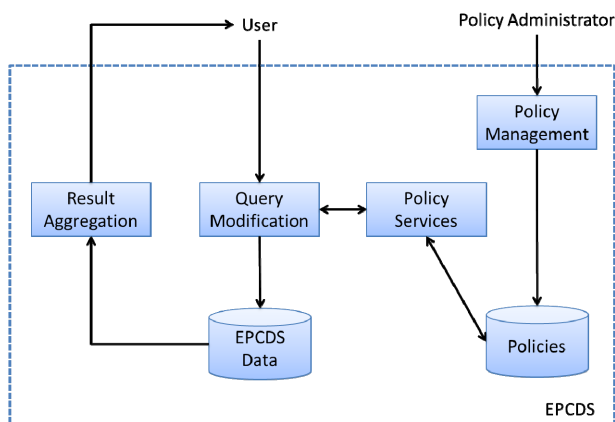 User
Policy Administrator
Policy
Management
Result
Aggregation
Query
Modification
Policy
Services
EPCDS
Data
Policies
EPCDS